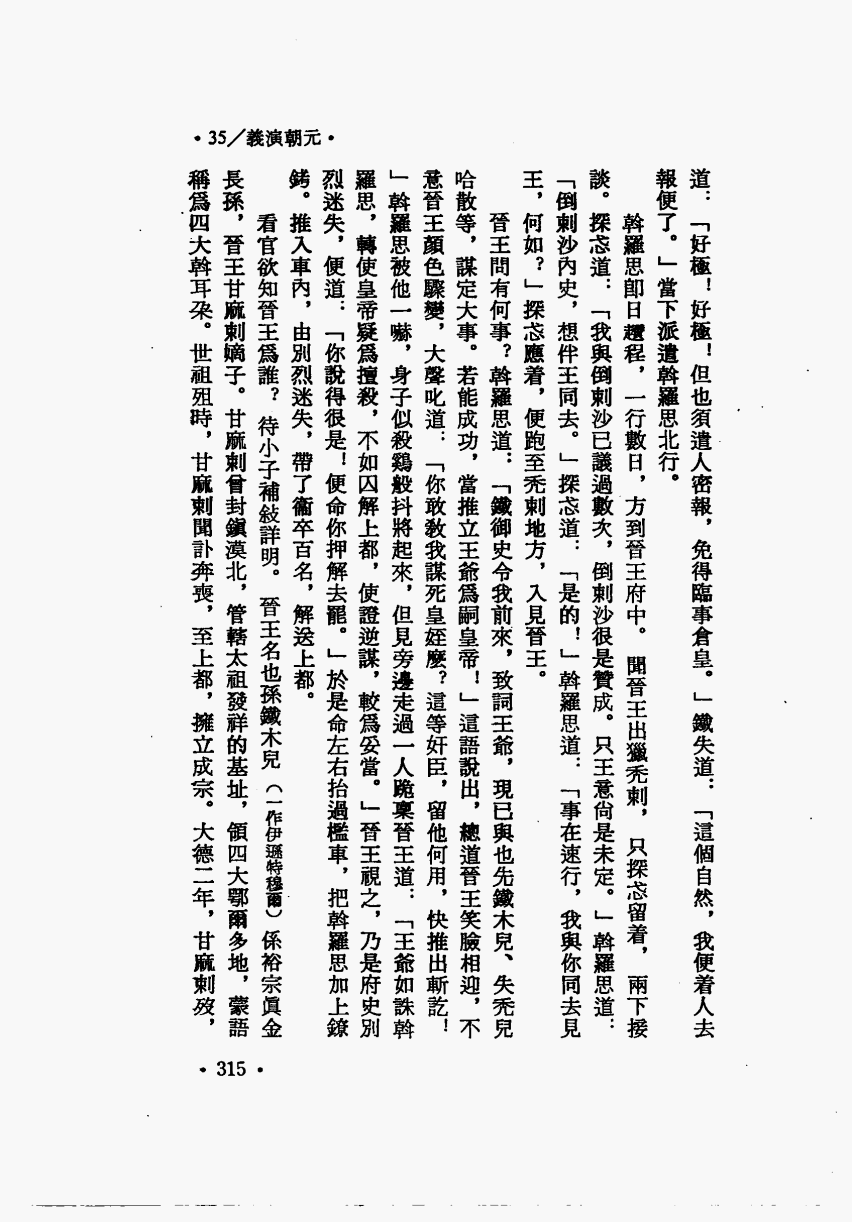 ·35／義演朝元·
道：「好極！好極！但也須遣人密報，免得臨事倉皇。」鐵失道：「這個自然，我便着人去
報便了。」當下派遣斡羅思北行。
斡羅思卽日趲程，一行數日，方到晉王府中。聞晉王出獵禿剌，只探忒留着，兩下接
談。探忒道：「我與倒剌沙已議過數次，倒剌沙很是贊成。只王意尙是未定。」斡羅思道：
「倒剌沙內史，想伴王同去。」探忒道：「是的！」斡羅思道：「事在速行，我與你同去見
王，何如？」探忒應着，便跑至禿剌地方，入見晉王。
晉王問有何事？斡羅思道：「鐵御史令我前來，致詞王爺，現已與也先鐵木兒、失禿兒
哈散等，謀定大事。若能成功，當推立王爺爲嗣皇帝！」這語說出，總道晉王笑臉相迎，不
意晉王顏色驟變，大聲叱道：「你敢敎我謀死皇姪麽？這等奸臣，留他何用，快推出斬訖！
」斡羅思被他一嚇，身子似殺鷄般抖將起來，但見旁邊走過一人跪稟晉王道：「王爺如誅斡
羅思，轉使皇帝疑爲擅殺，不如囚解上都，使證逆謀，較爲妥當。」晉王視之，乃是府史別
烈迷失，便道：「你說得很是！便命你押解去罷。」於是命左右抬過檻車，把斡羅思加上鐐
銬。推入車內，由別烈迷失，帶了衞卒百名，解送上都。
看官欲知晉王爲誰？待小子補敍詳明。晉王名也孫鐵木兒（一作伊遜特穆爾）係裕宗眞金
長孫，晉王甘麻剌嫡子。甘麻剌曾封鎭漠北，管轄太祖發祥的基址，領四大鄂爾多地，蒙語
稱爲四大斡耳朶。世祖殂時，甘麻剌聞訃奔喪，至上都，擁立成宗。大德二年，甘麻剌歿，
·315·